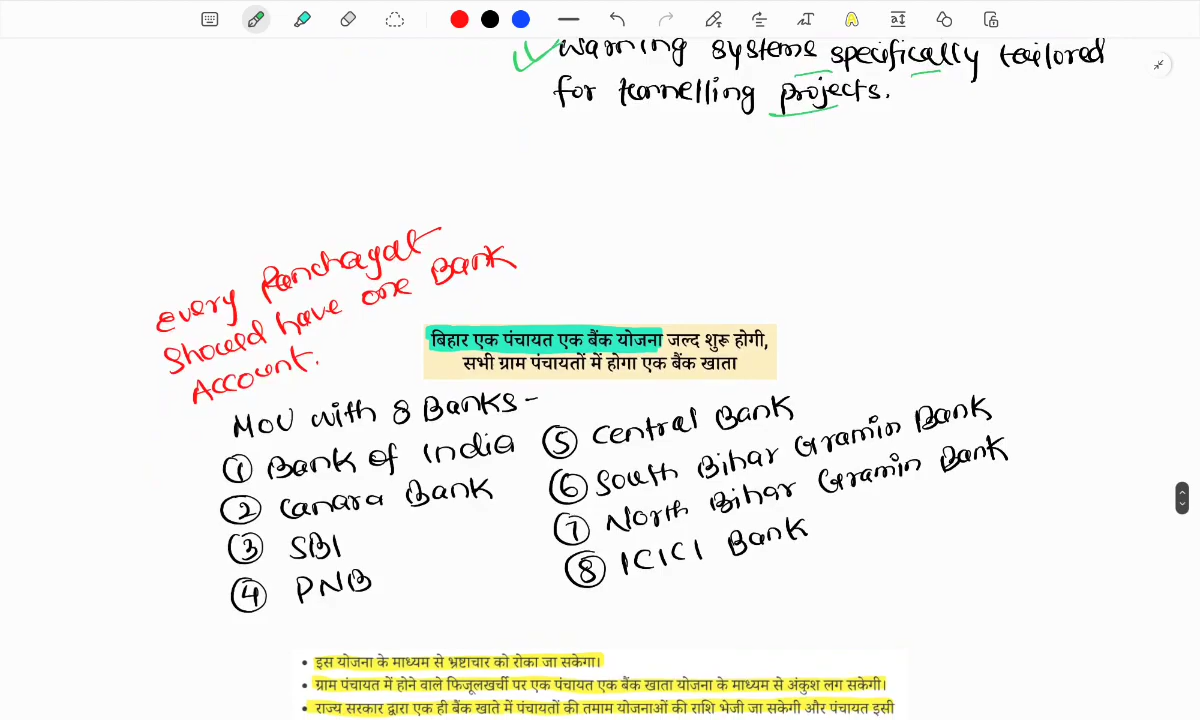 warning systems specifically tailored
for tunnelling projects.
Every Panchayat
Should have one Bank
Account.
बिहार एक पंचायत एक बैंक योजना जल्द शुरू होगी,
सभी ग्राम पंचायतों में होगा एक बैंक खाता
MoU with 8 Banks -
① Bank of India
② Canara Bank
③ SBI
④ PNB
⑤ Central Bank
⑥ South Bihar Gramin Bank
⑦ North Bihar Gramin Bank
⑧ ICICI Bank
• इस योजना के माध्यम से भ्रष्टाचार को रोका जा सकेगा।
• ग्राम पंचायत में होने वाले फिजूलखर्ची पर एक पंचायत एक बैंक खाता योजना के माध्यम से अंकुश लग सकेगी।
• राज्य सरकार द्वारा एक ही बैंक खाते में पंचायतों की तमाम योजनाओं की राशि भेजी जा सकेगी और पंचायत इसी